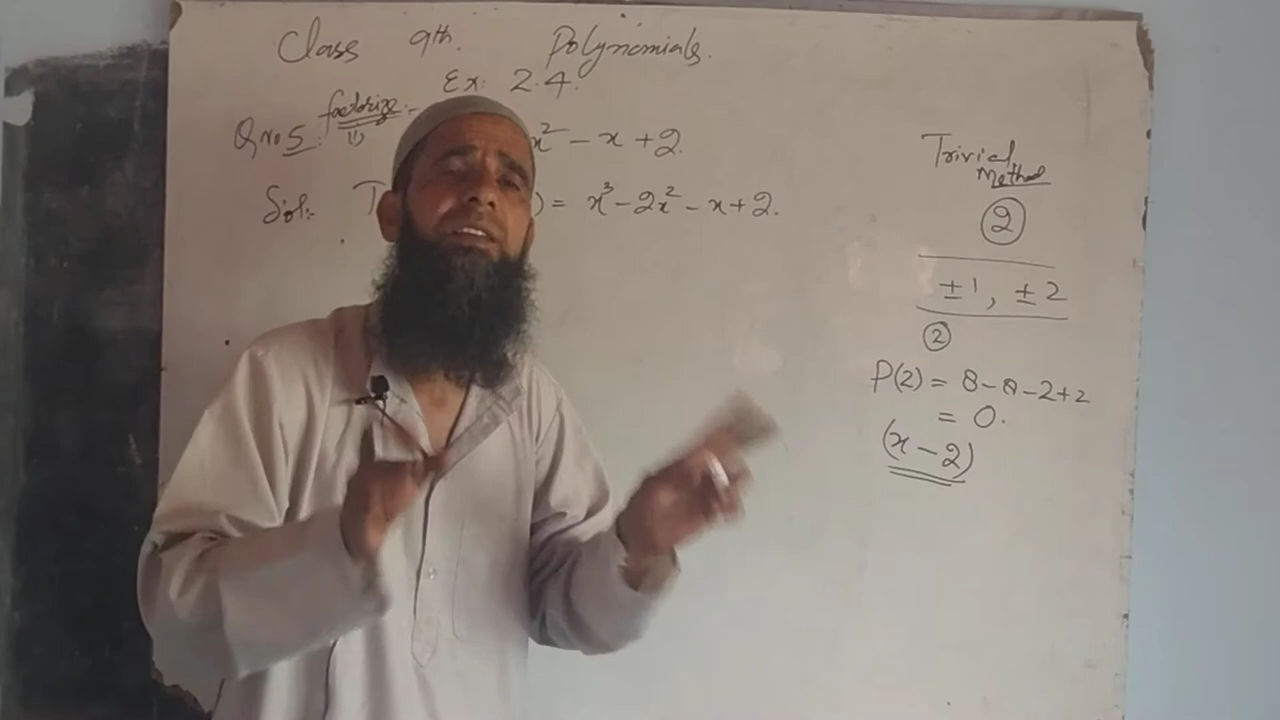 Class 9th. Polynomials.
Ex: 2.4.
Q no 5. factorize:-
(i) x² - x + 2.
Sol:- ) = x³ - 2x² - x + 2.
Trivial
Method
2
±1, ±2
2
P(2) = 8 - 8 - 2 + 2
= 0.
(x - 2)